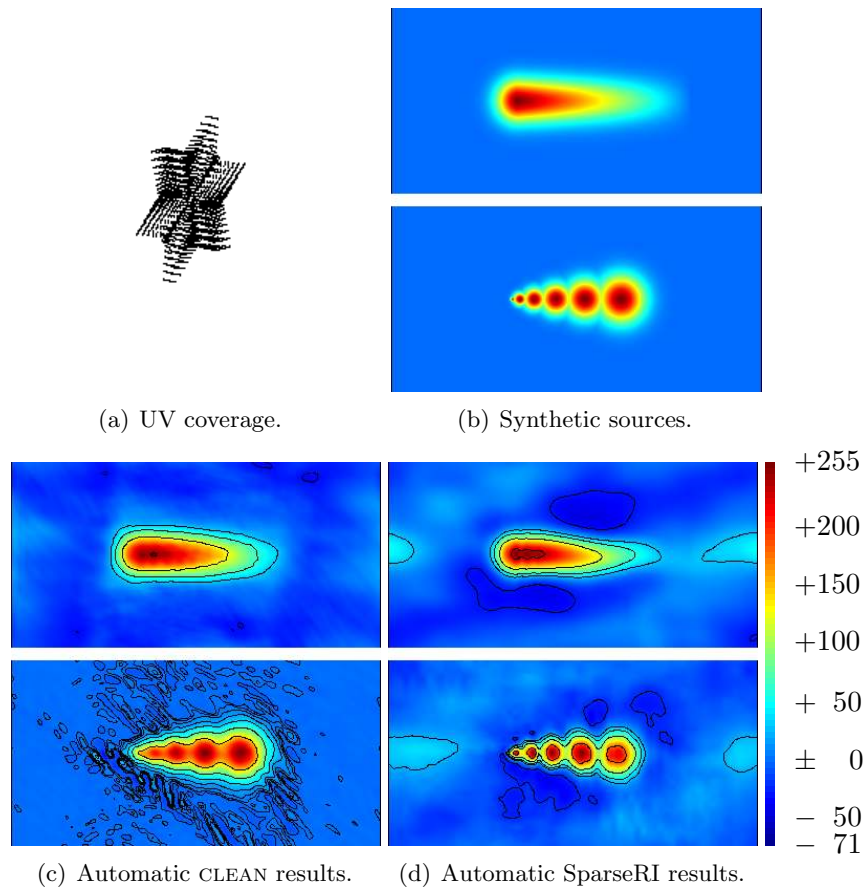 (a) UV coverage.
(b) Synthetic sources.
+255
+200
+150
+100
+ 50
± 0
− 50
− 71
(c) Automatic CLEAN results.
(d) Automatic SparseRI results.